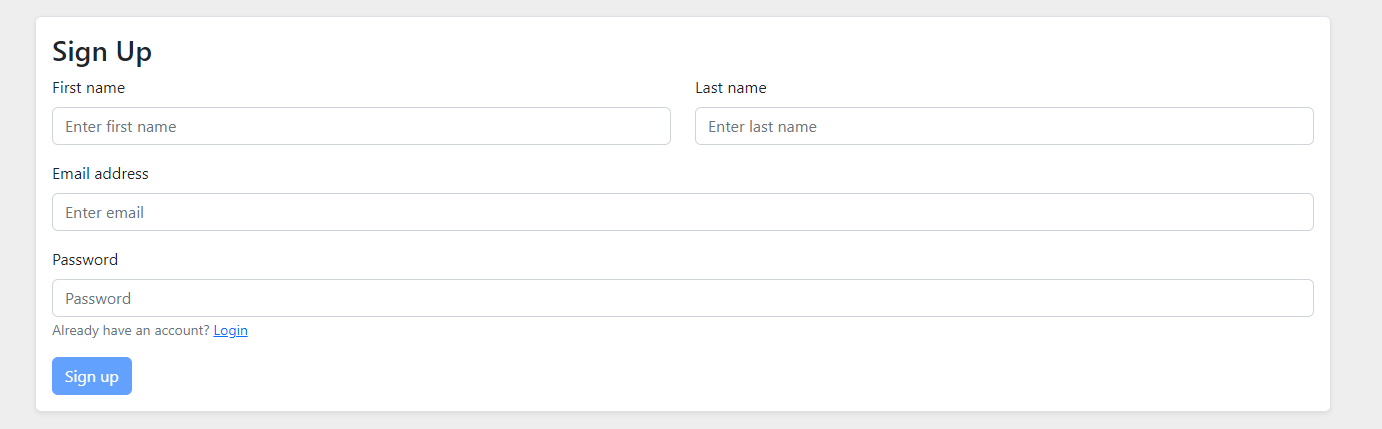 Sign Up
First name
Last name
Enter first name
Enter last name
Email address
Enter email
Password
Password
Already have an account? Login
Sign up